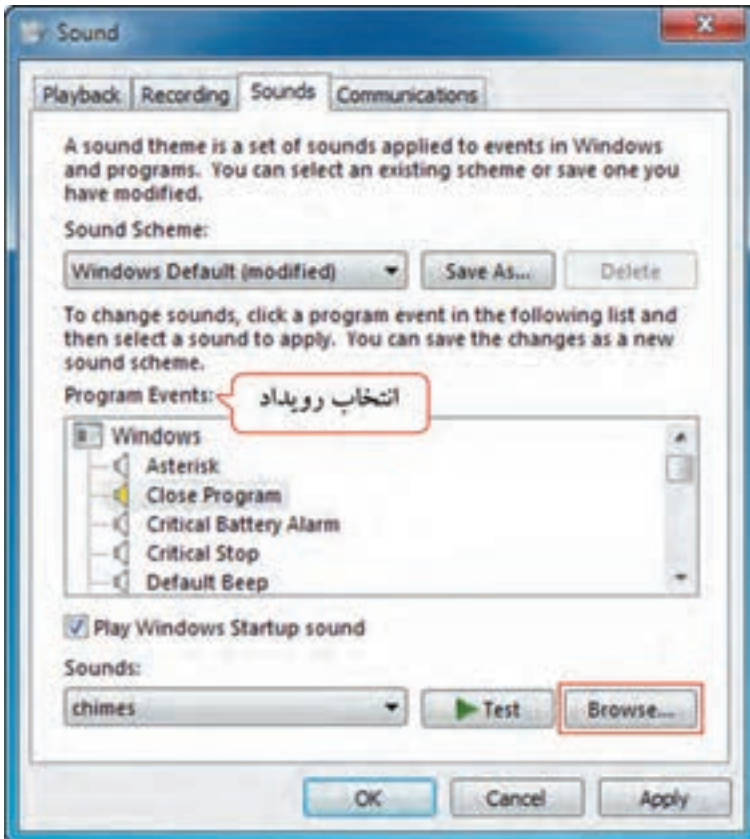 Sound
Playback Recording Sounds Communications
A sound theme is a set of sounds applied to events in Windows
and programs. You can select an existing scheme or save one you
have modified.
Sound Scheme:
Windows Default (modified) Save As... Delete
To change sounds, click a program event in the following list and
then select a sound to apply. You can save the changes as a new
sound scheme.
Program Events: انتخاب رویداد
Windows
Asterisk
Close Program
Critical Battery Alarm
Critical Stop
Default Beep
Play Windows Startup sound
Sounds:
chimes Test Browse...
OK Cancel Apply